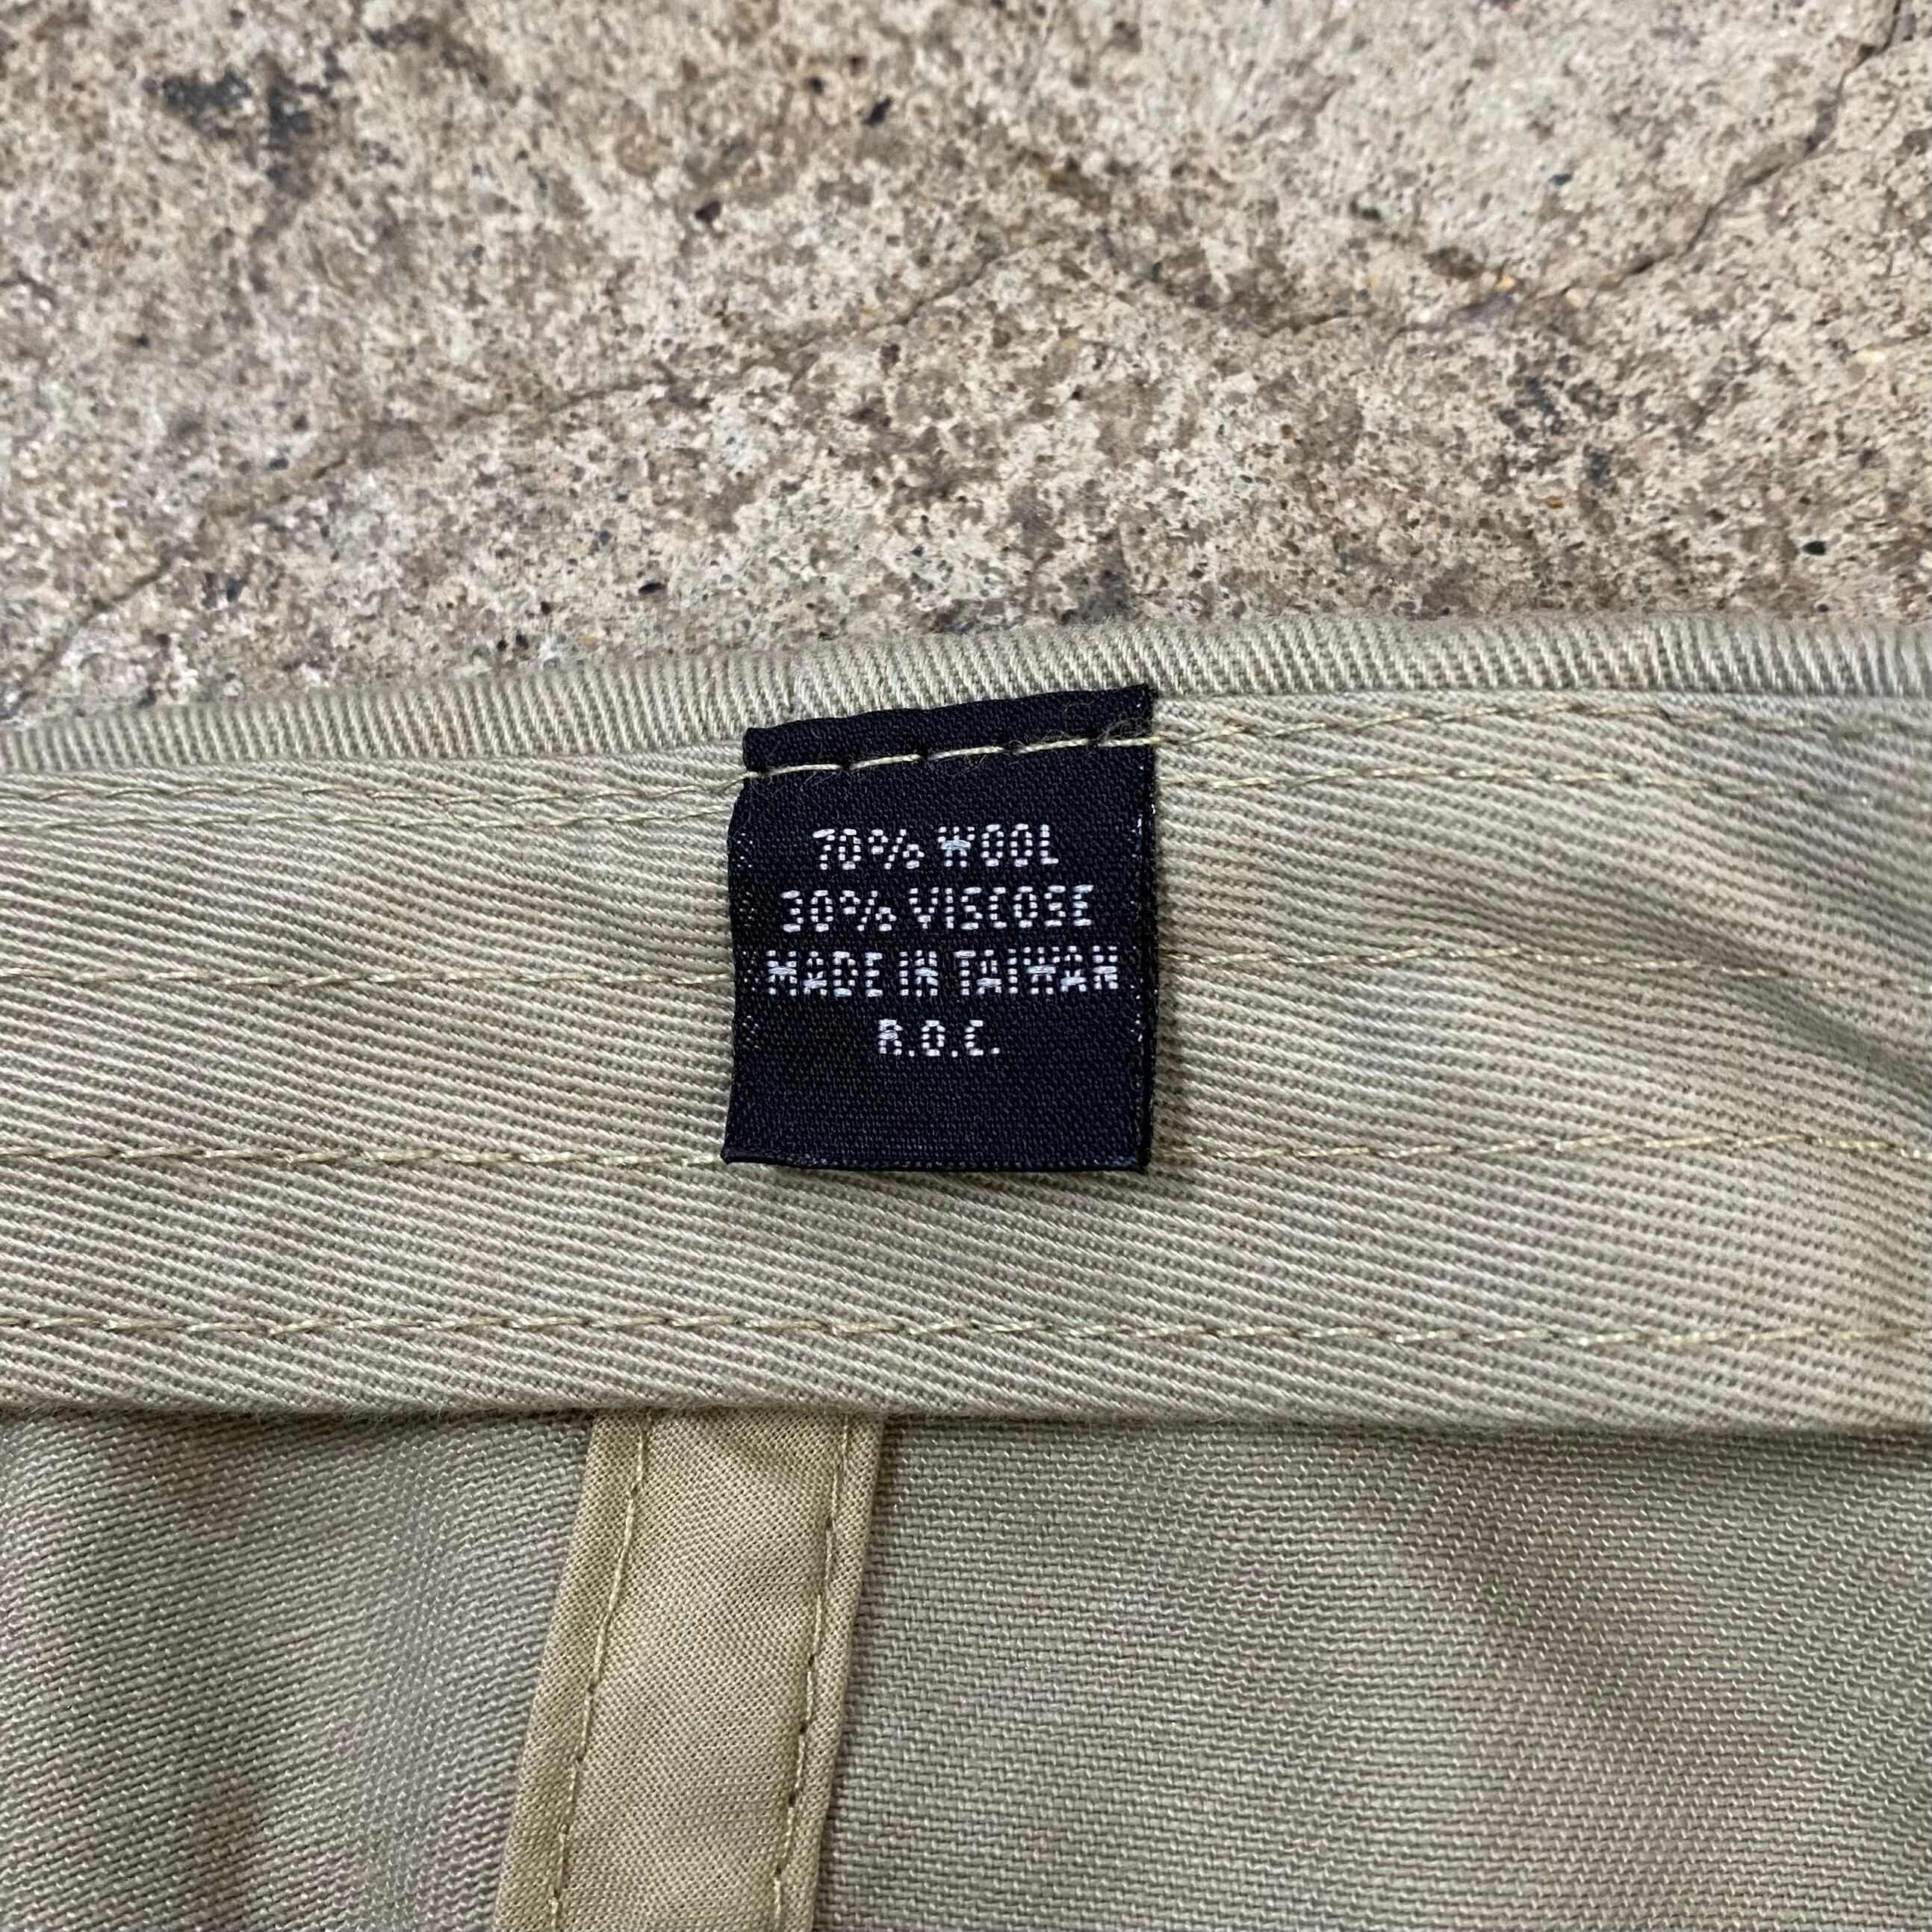 70% WOOL
30% VISCOSE
MADE IN TAIWAN
R.O.C.